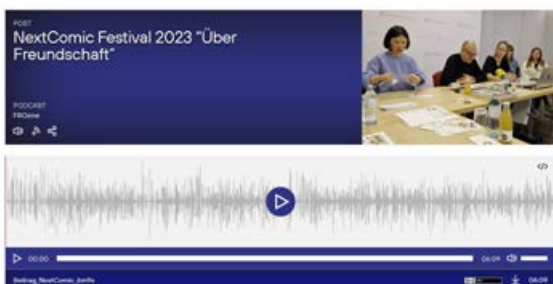 POST
NextComic Festival 2023 "Über
Freundschaft"
PODCAST
FROzine
</>
00:00
06:09
06:09